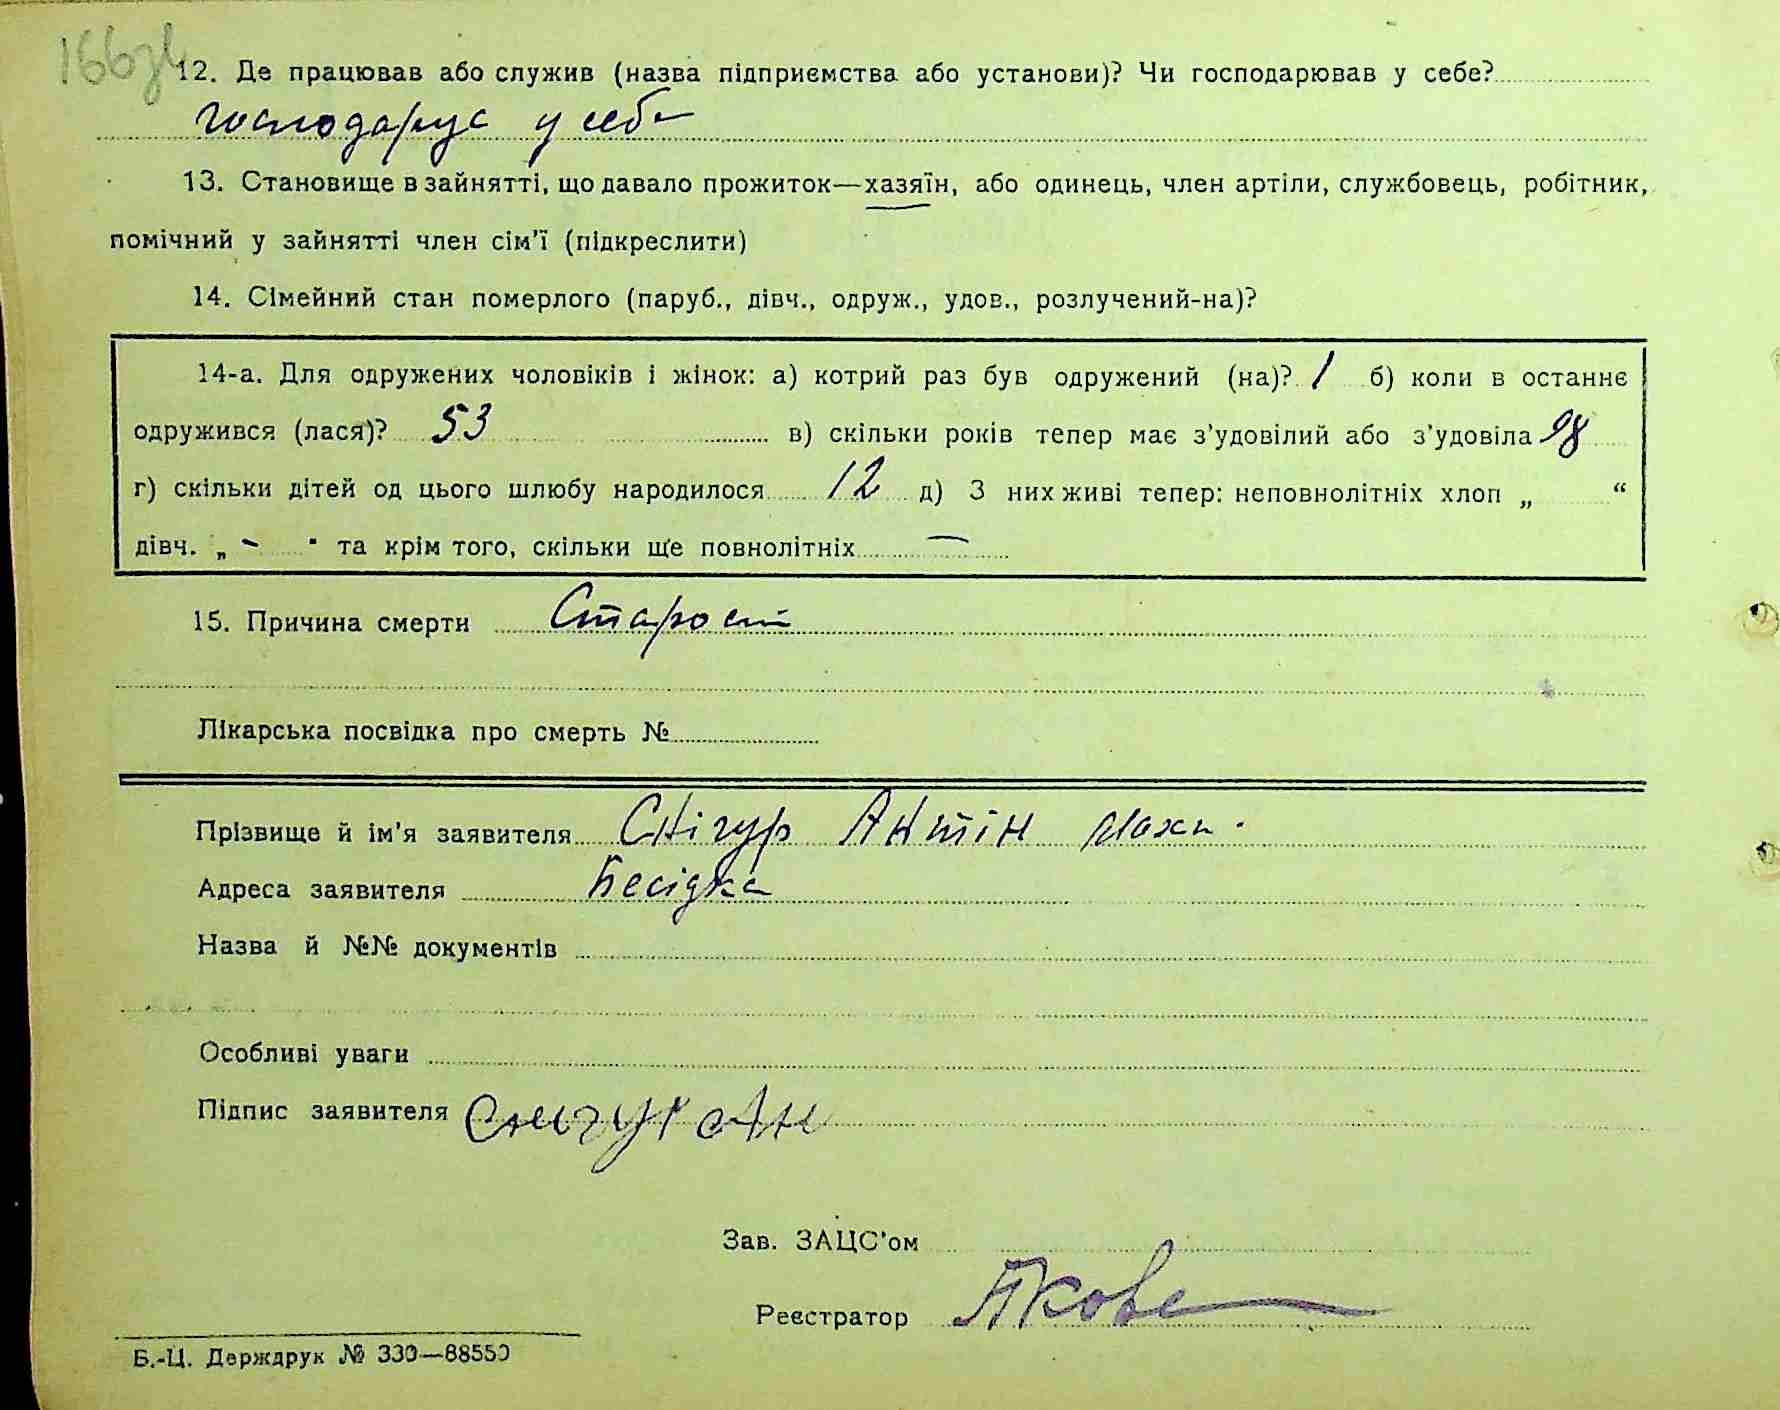 166зв
12. Де працював або служив (назва підприємства або установи)? Чи господарював у себе?
господарує у себе
13. Становище в зайнятті, що давало прожиток—хазяїн, або одинець, член артіли, службовець, робітник,
помічний у зайнятті член сім'ї (підкреслити)
14. Сімейний стан померлого (паруб., дівч., одруж., удов., розлучений-на)?
14-а. Для одружених чоловіків і жінок: а) котрий раз був одружений (на)? 1 б) коли в останнє
одружився (лася)? 53 в) скільки років тепер має з'удовілий або з'удовіла 98
г) скільки дітей од цього шлюбу народилося 12 д) З них живі тепер: неповнолітніх хлоп „ “
дівч. „ - " та крім того, скільки ще повнолітніх —
15. Причина смерти Старост
Лікарська посвідка про смерть №
Прізвище й ім'я заявителя Снігур Антін
Адреса заявителя Бесідка
Назва й №№ документів
Особливі уваги
Підпис заявителя Снигур Ан
Зав. ЗАЦС'ом
Реєстратор
Б.-Ц. Держдрук № 330—88550